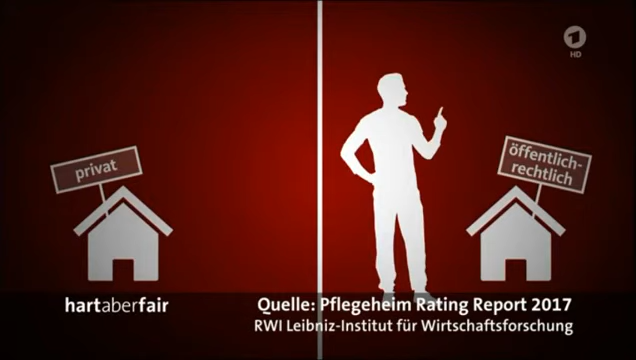 1
HD
privat
öffentlich-
rechtlich
hartaberfair
Quelle: Pflegeheim Rating Report 2017
RWI Leibniz-Institut für Wirtschaftsforschung